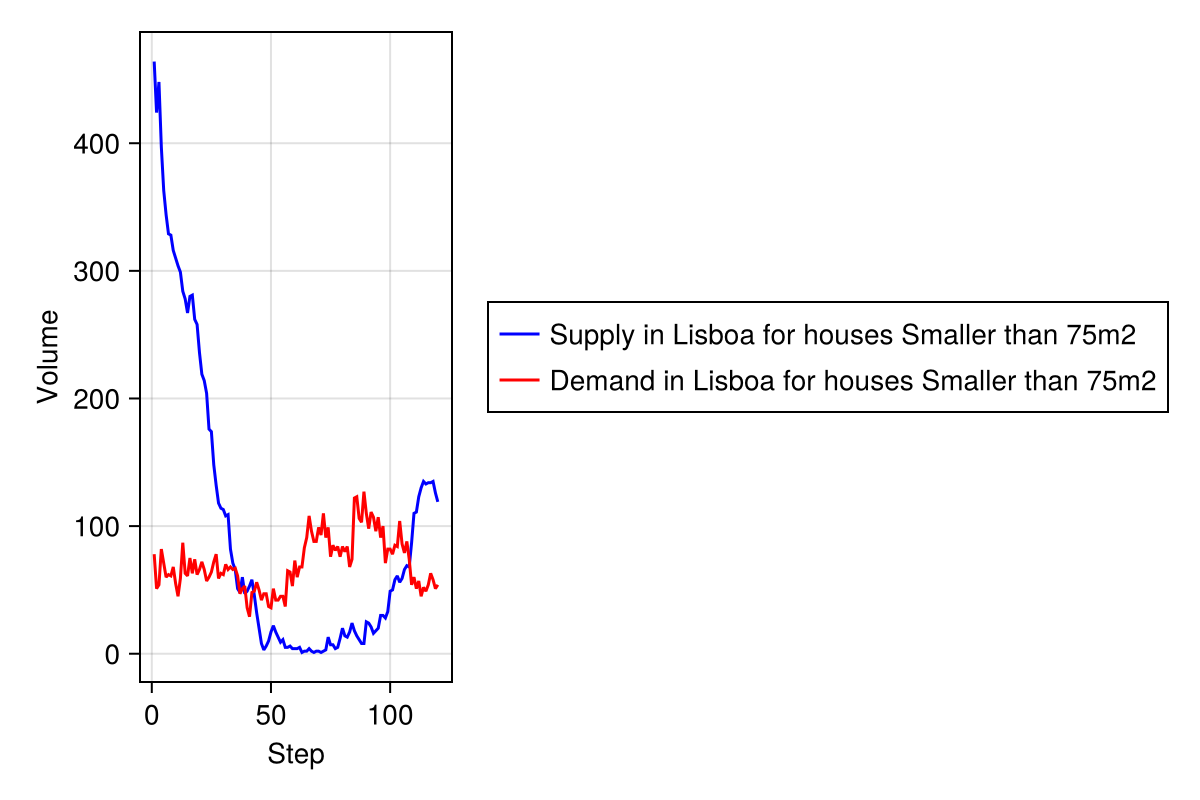 400
300
200
100
0
Volume
0 50 100
Step
Supply in Lisboa for houses Smaller than 75m2
Demand in Lisboa for houses Smaller than 75m2